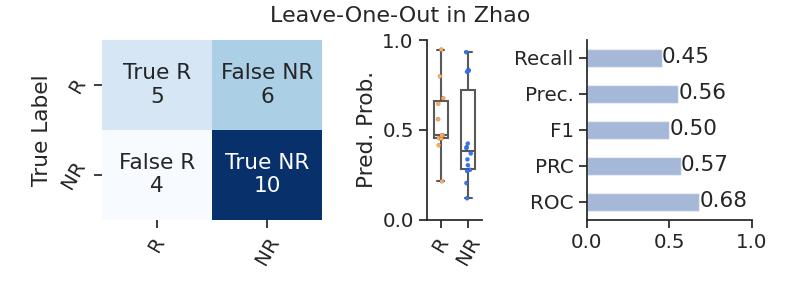 Leave-One-Out in Zhao
True Label
R
NR
True R
5
False NR
6
False R
4
True NR
10
R
NR
Pred. Prob.
1.0
0.5
0.0
R
NR
Recall
0.45
Prec.
0.56
F1
0.50
PRC
0.57
ROC
0.68
0.0
0.5
1.0